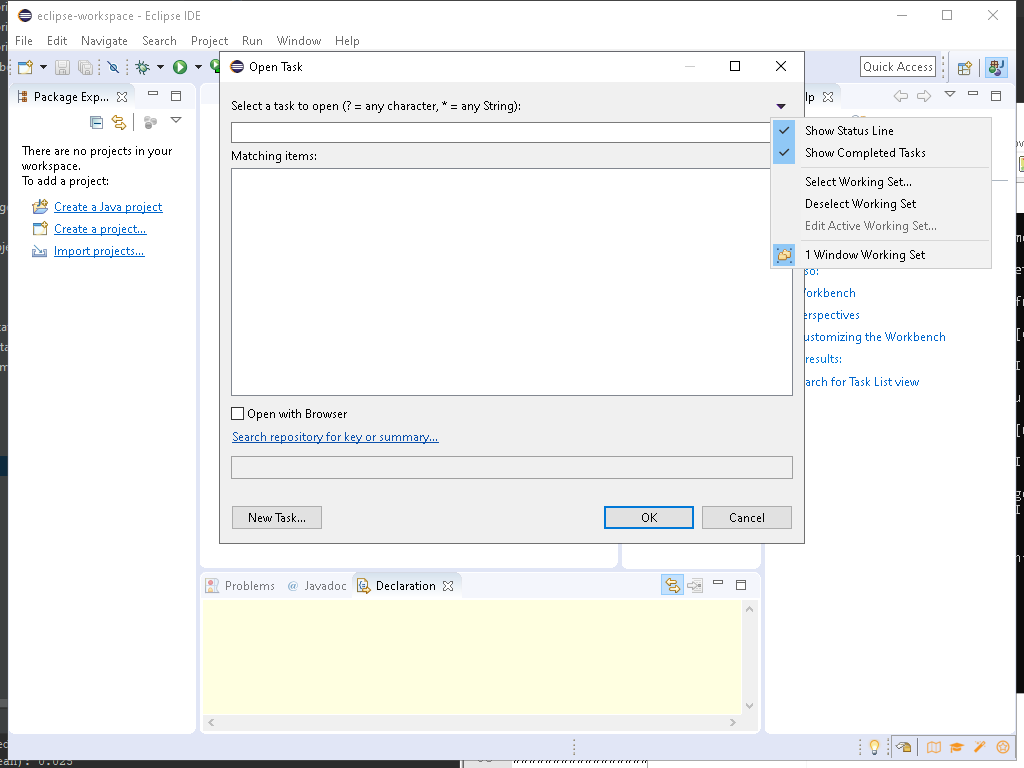 eclipse-workspace - Eclipse IDE
File Edit Navigate Search Project Run Window Help
Quick Access
Package Exp...
There are no projects in your
workspace.
To add a project:
Create a Java project
Create a project...
Import projects...
Open Task
Select a task to open (? = any character, * = any String):
Matching items:
Open with Browser
Search repository for key or summary...
New Task...
OK
Cancel
Show Status Line
Show Completed Tasks
Select Working Set...
Deselect Working Set
Edit Active Working Set...
1 Window Working Set
lp
so:
orkbench
erspectives
ustomizing the Workbench
results:
arch for Task List view
Problems @ Javadoc Declaration
ean): 0.025